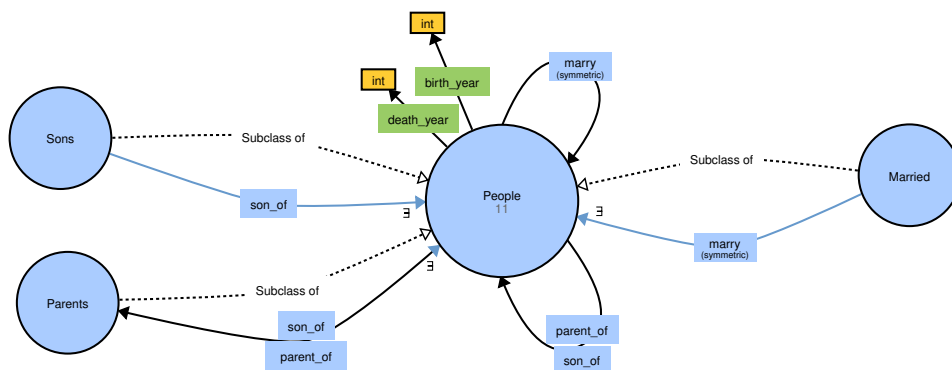 int
int
birth_year
death_year
marry
(symmetric)
Sons
Subclass of
Subclass of
Married
People
11
son_of
∃
∃
marry
(symmetric)
∃
Subclass of
Parents
son_of
parent_of
parent_of
son_of